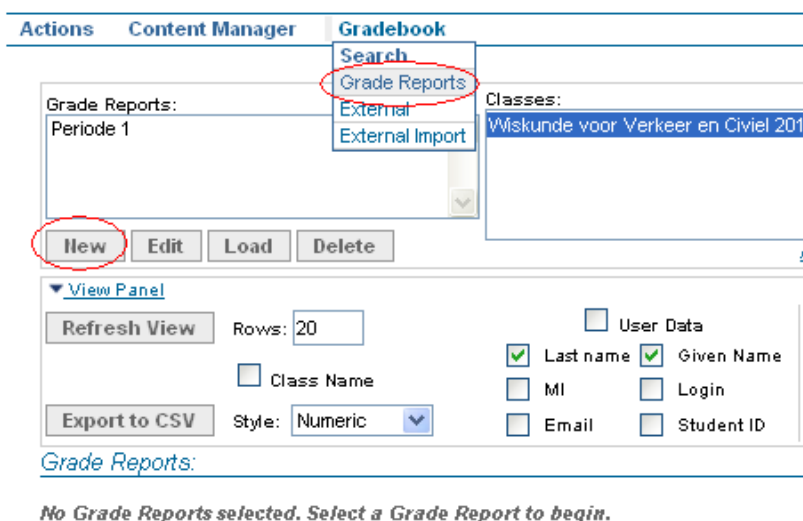 Actions Content Manager Gradebook
Search
Grade Reports
External
External Import
Grade Reports:
Periode 1
Classes:
Wiskunde voor Verkeer en Civiel 201
New Edit Load Delete
View Panel
Refresh View Rows: 20
User Data
Last name Given Name
Class Name
MI Login
Export to CSV Style: Numeric
Email Student ID
Grade Reports:
No Grade Reports selected. Select a Grade Report to begin.